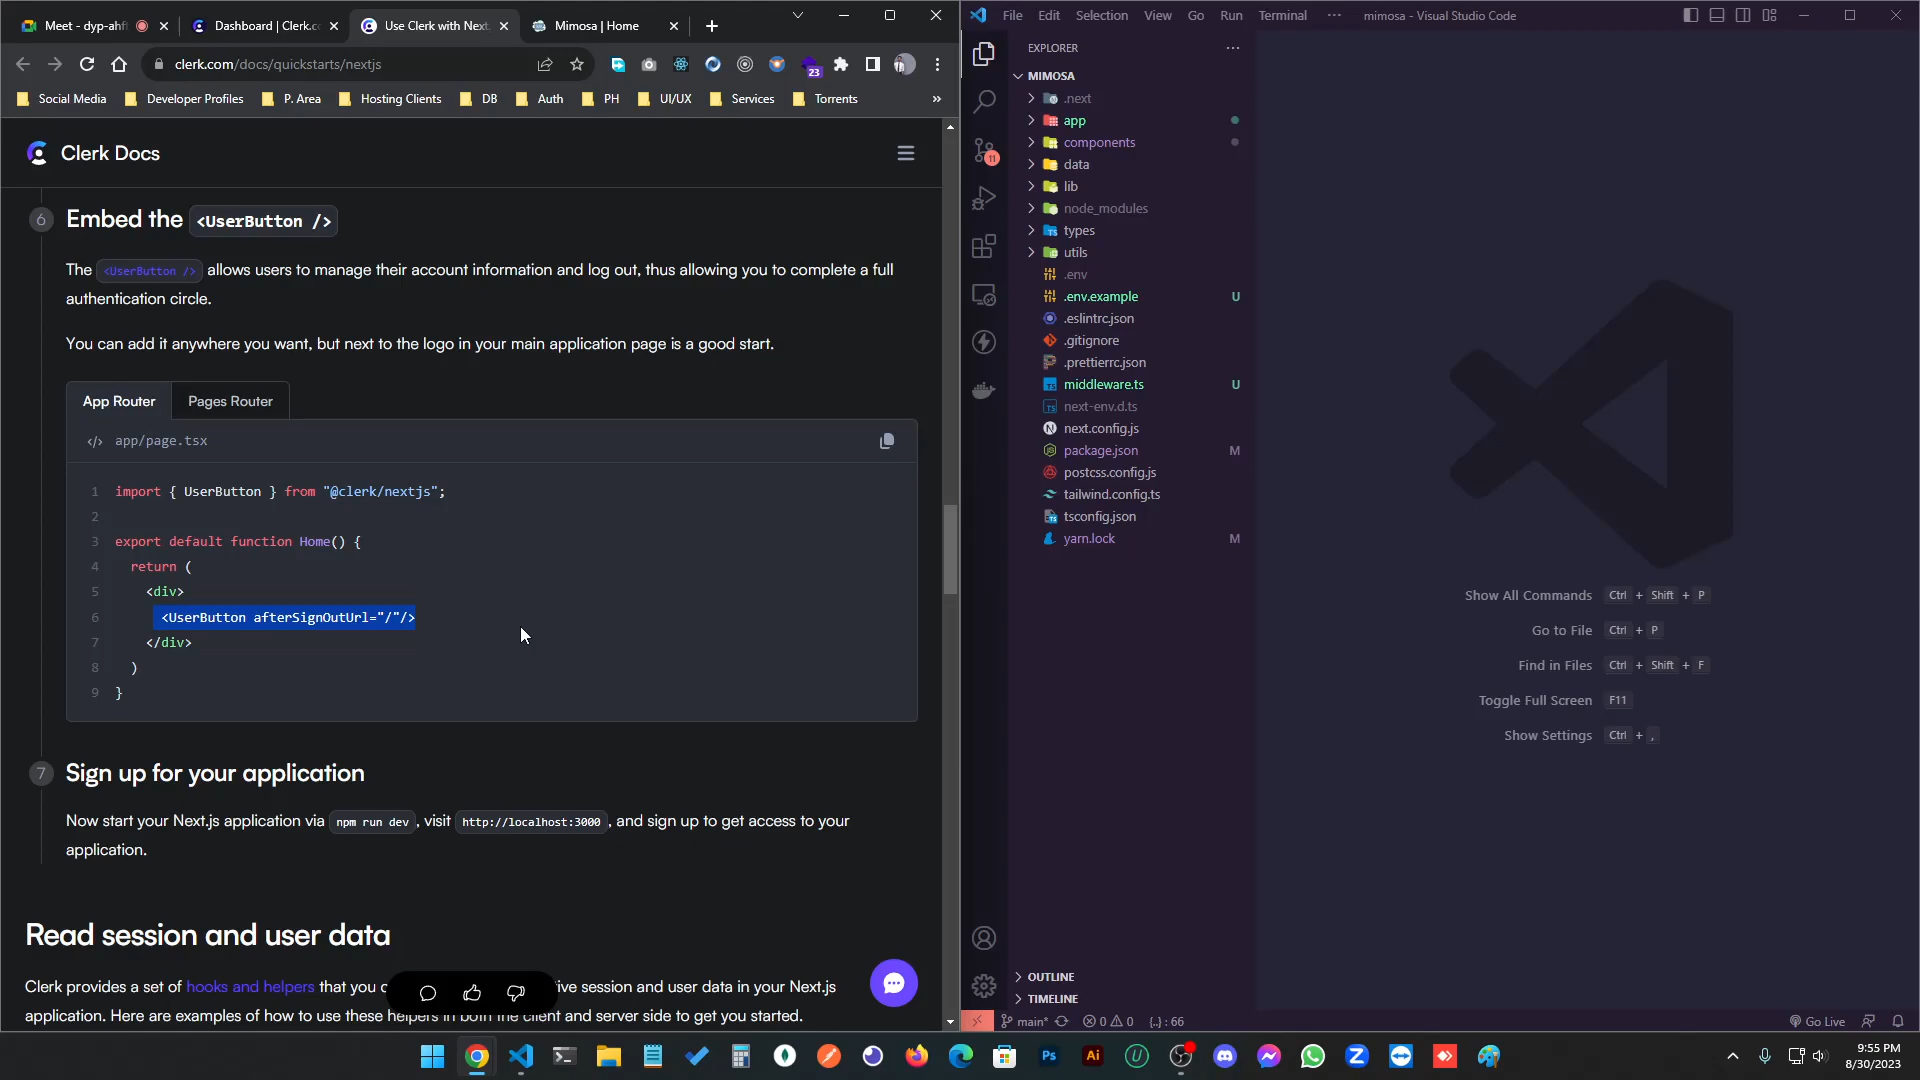 Meet - dyp-ahf
Dashboard | Clerk.c
Use Clerk with Next.
Mimosa | Home
clerk.com/docs/quickstarts/nextjs
23
Social Media
Developer Profiles
P. Area
Hosting Clients
DB
Auth
PH
UI/UX
Services
Torrents
»
Clerk Docs
6
Embed the <UserButton />
The <UserButton /> allows users to manage their account information and log out, thus allowing you to complete a full
authentication circle.
You can add it anywhere you want, but next to the logo in your main application page is a good start.
App Router
Pages Router
</> app/page.tsx
1 import { UserButton } from "@clerk/nextjs";
2
3 export default function Home() {
4 return (
5 <div>
6 <UserButton afterSignOutUrl="/"/>
7 </div>
8 )
9 }
7
Sign up for your application
Now start your Next.js application via npm run dev, visit http://localhost:3000, and sign up to get access to your
application.
Read session and user data
Clerk provides a set of hooks and helpers that you c
ive session and user data in your Next.js
application. Here are examples of how to use these helpers in both the client and server side to get you started.
File Edit Selection View Go Run Terminal ···
mimosa - Visual Studio Code
EXPLORER
···
MIMOSA
.next
app
components
data
lib
node_modules
types
utils
.env
.env.example U
.eslintrc.json
.gitignore
.prettierrc.json
middleware.ts U
next-env.d.ts
next.config.js
package.json M
postcss.config.js
tailwind.config.ts
tsconfig.json
yarn.lock M
11
OUTLINE
TIMELINE
Show All Commands Ctrl + Shift + P
Go to File Ctrl + P
Find in Files Ctrl + Shift + F
Toggle Full Screen F11
Show Settings Ctrl + ,
main*
0
0
{..} : 66
Go Live
Ps
Ai
Z
9:55 PM
8/30/2023